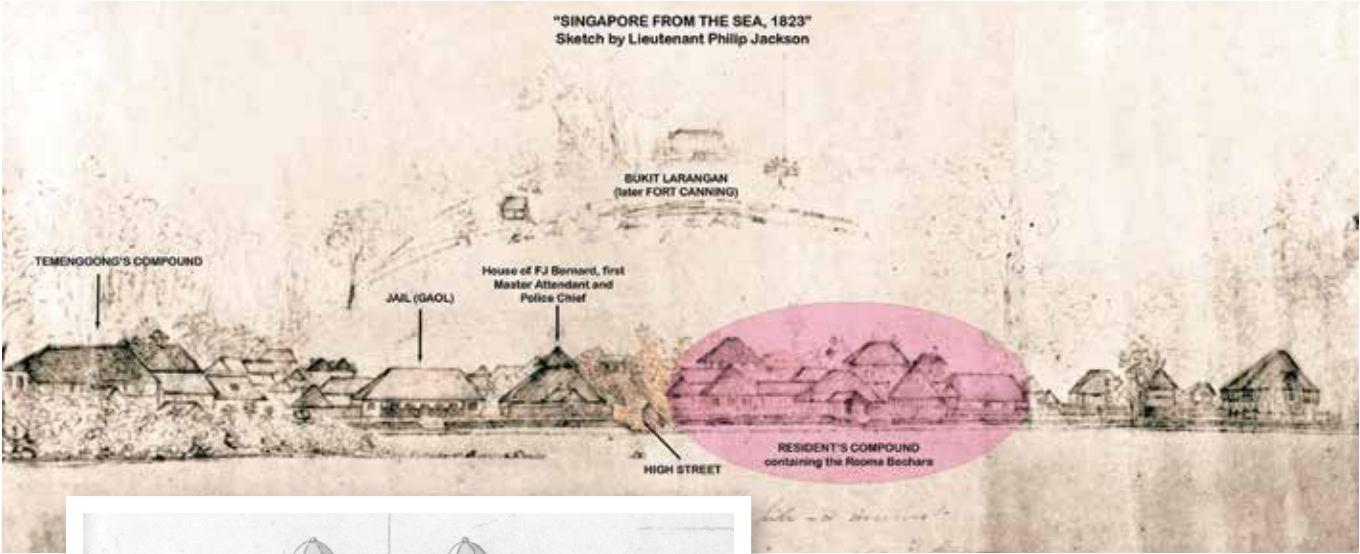 "SINGAPORE FROM THE SEA, 1823"
Sketch by Lieutenant Philip Jackson
BUKIT LARANGAN
(later FORT CANNING)
TEMENGGONG'S COMPOUND
JAIL (GAOL)
House of FJ Bernard, first
Master Attendant and
Police Chief
HIGH STREET
RESIDENT'S COMPOUND
containing the Rooma Bechara